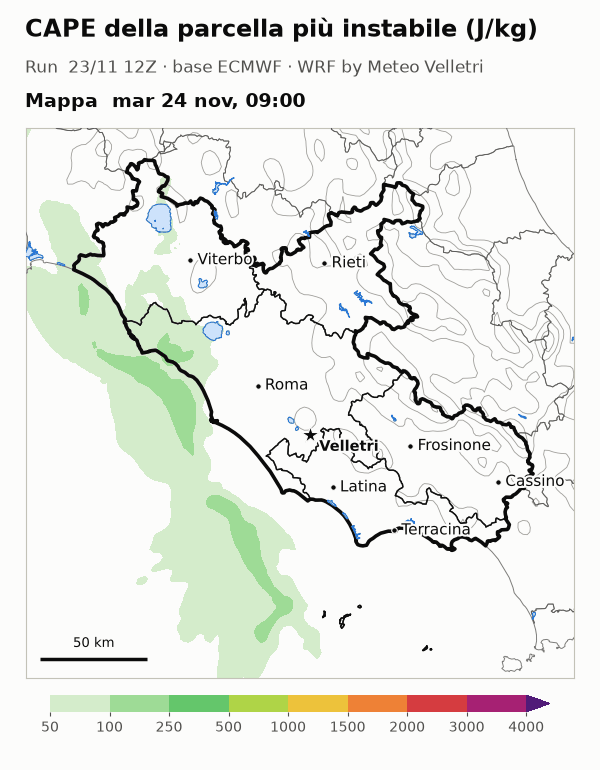 CAPE della parcella più instabile (J/kg)
Run 23/11 12Z · base ECMWF · WRF by Meteo Velletri
Mappa mar 24 nov, 09:00
Viterbo
Rieti
Roma
Velletri
Frosinone
Latina
Cassino
Terracina
50 km
50 100 250 500 1000 1500 2000 3000 4000